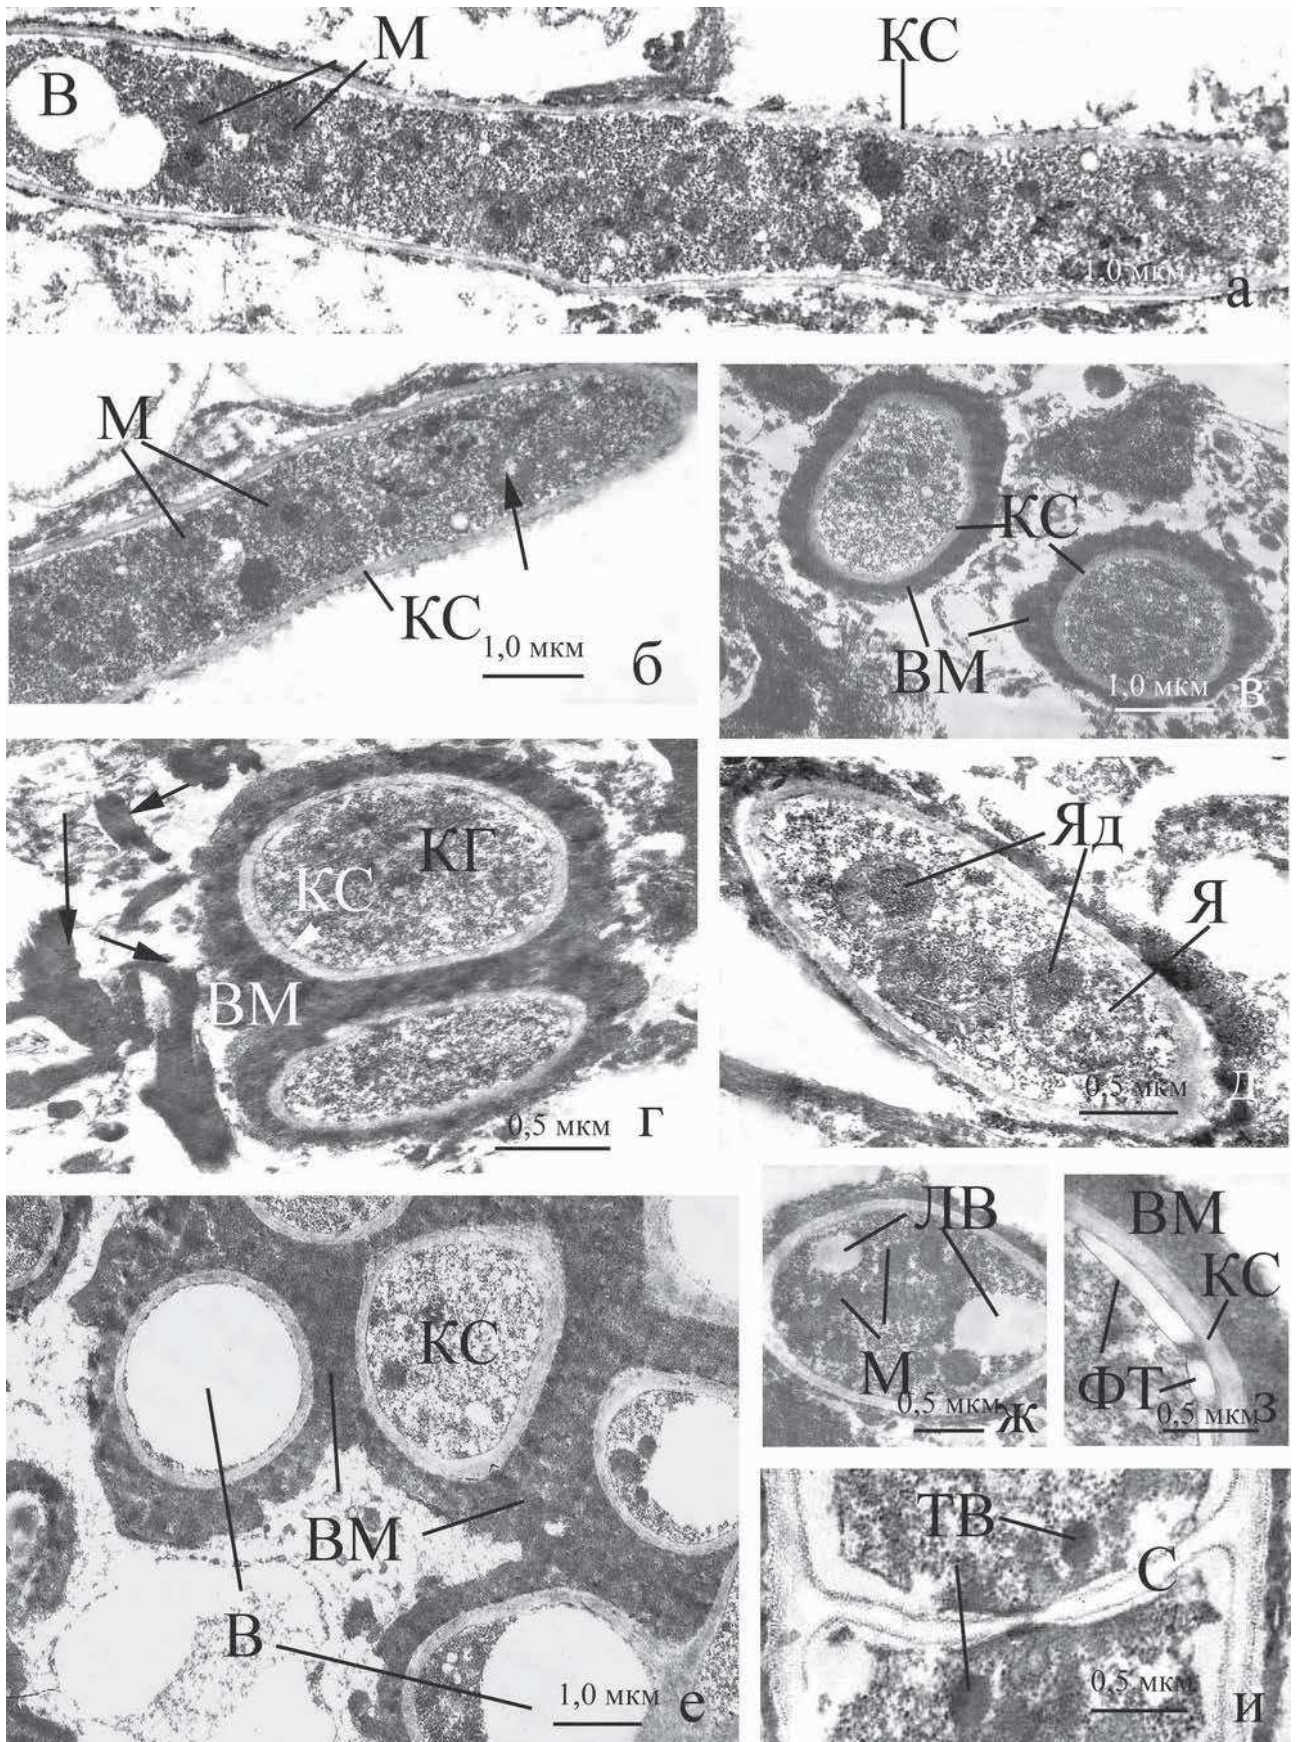 М
КС
В
1,0 мкм
а
М
КС
1,0 мкм
б
КС
ВМ
1,0 мкм
в
КГ
КС
ВМ
0,5 мкм
г
Яд
Я
0,5 мкм
д
КС
ВМ
В
1,0 мкм
е
ЛВ
М
0,5 мкм
ж
ВМ
КС
ФТ
0,5 мкм
з
ТВ
С
0,5 мкм
и